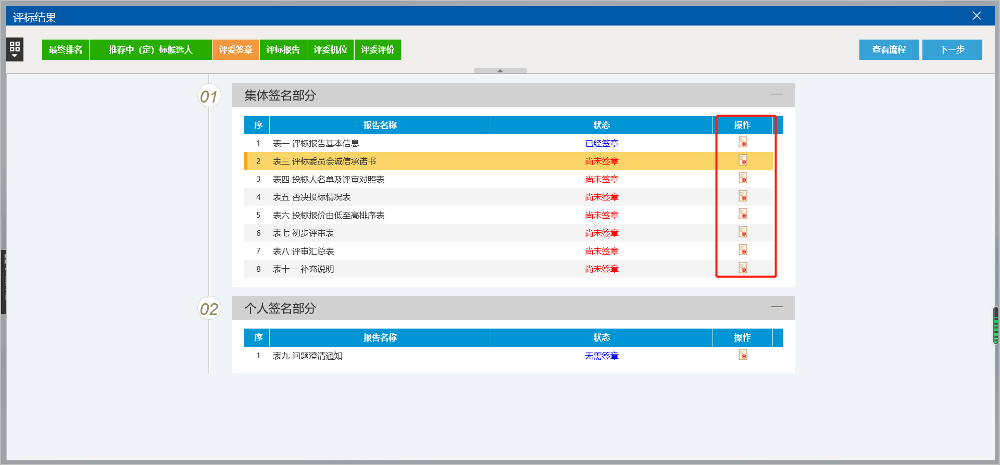 评标结果
最终排名 推荐中（定）标候选人 评委签章 评标报告 评委机位 评委评价 查看流程 下一步
01 集体签名部分
序 报告名称 状态 操作
1 表一 评标报告基本信息 已经签章
2 表三 评标委员会诚信承诺书 尚未签章
3 表四 投标人名单及评审对照表 尚未签章
4 表五 否决投标情况表 尚未签章
5 表六 投标报价由低至高排序表 尚未签章
6 表七 初步评审表 尚未签章
7 表八 评审汇总表 尚未签章
8 表十一 补充说明 尚未签章
02 个人签名部分
序 报告名称 状态 操作
1 表九 问题澄清通知 无需签章